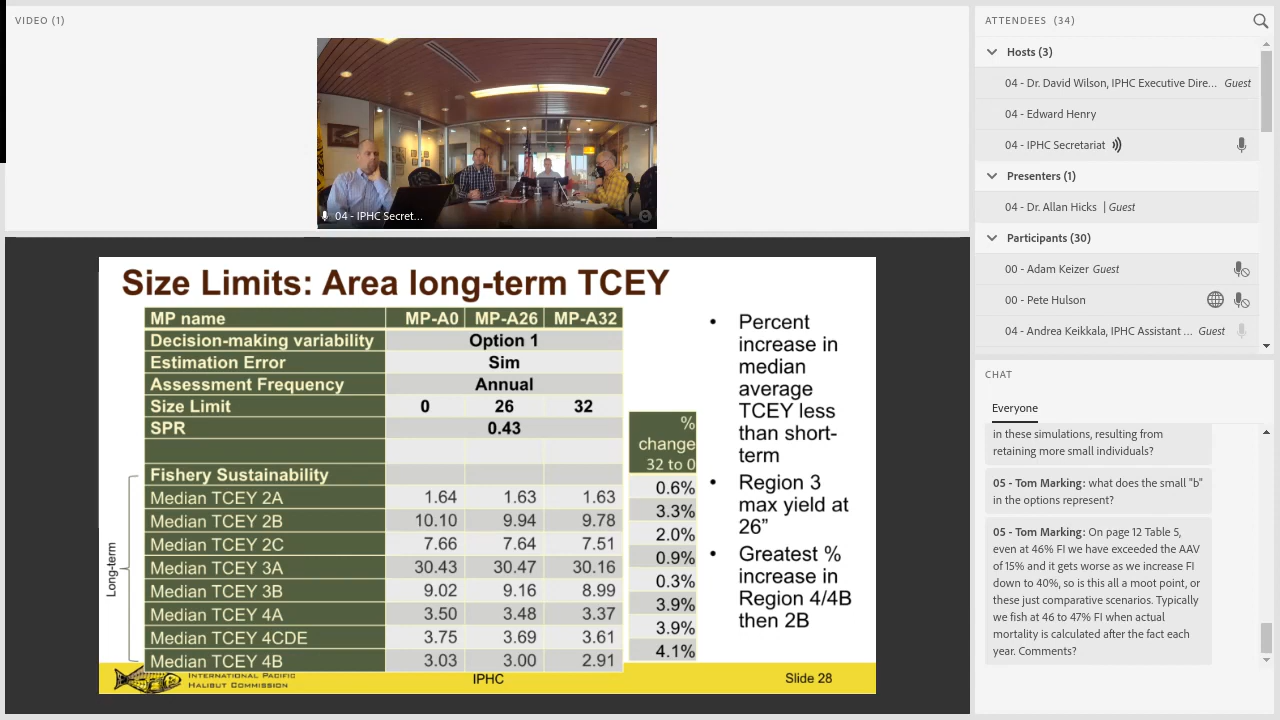 VIDEO (1)
04 - IPHC Secret...
Size Limits: Area long-term TCEY
MP name MP-A0 MP-A26 MP-A32
Decision-making variability Option 1
Estimation Error Sim
Assessment Frequency Annual
Size Limit 0 26 32
SPR 0.43
% change 32 to 0
Fishery Sustainability
Long-term
Median TCEY 2A 1.64 1.63 1.63 0.6%
Median TCEY 2B 10.10 9.94 9.78 3.3%
Median TCEY 2C 7.66 7.64 7.51 2.0%
Median TCEY 3A 30.43 30.47 30.16 0.9%
Median TCEY 3B 9.02 9.16 8.99 0.3%
Median TCEY 4A 3.50 3.48 3.37 3.9%
Median TCEY 4CDE 3.75 3.69 3.61 3.9%
Median TCEY 4B 3.03 3.00 2.91 4.1%
• Percent
increase in
median
average
TCEY less
than short-
term
• Region 3
max yield at
26”
• Greatest %
increase in
Region 4/4B
then 2B
INTERNATIONAL PACIFIC
HALIBUT COMMISSION
IPHC
Slide 28
ATTENDEES (34)
Hosts (3)
04 - Dr. David Wilson, IPHC Executive Dire... Guest
04 - Edward Henry
04 - IPHC Secretariat
Presenters (1)
04 - Dr. Allan Hicks | Guest
Participants (30)
00 - Adam Keizer Guest
00 - Pete Hulson
04 - Andrea Keikkala, IPHC Assistant ... Guest
CHAT
Everyone
in these simulations, resulting from
retaining more small individuals?
05 - Tom Marking: what does the small "b"
in the options represent?
05 - Tom Marking: On page 12 Table 5,
even at 46% FI we have exceeded the AAV
of 15% and it gets worse as we increase FI
down to 40%, so is this all a moot point, or
are these just comparative scenarios. Typically
we fish at 46 to 47% FI when actual
mortality is calculated after the fact each
year. Comments?